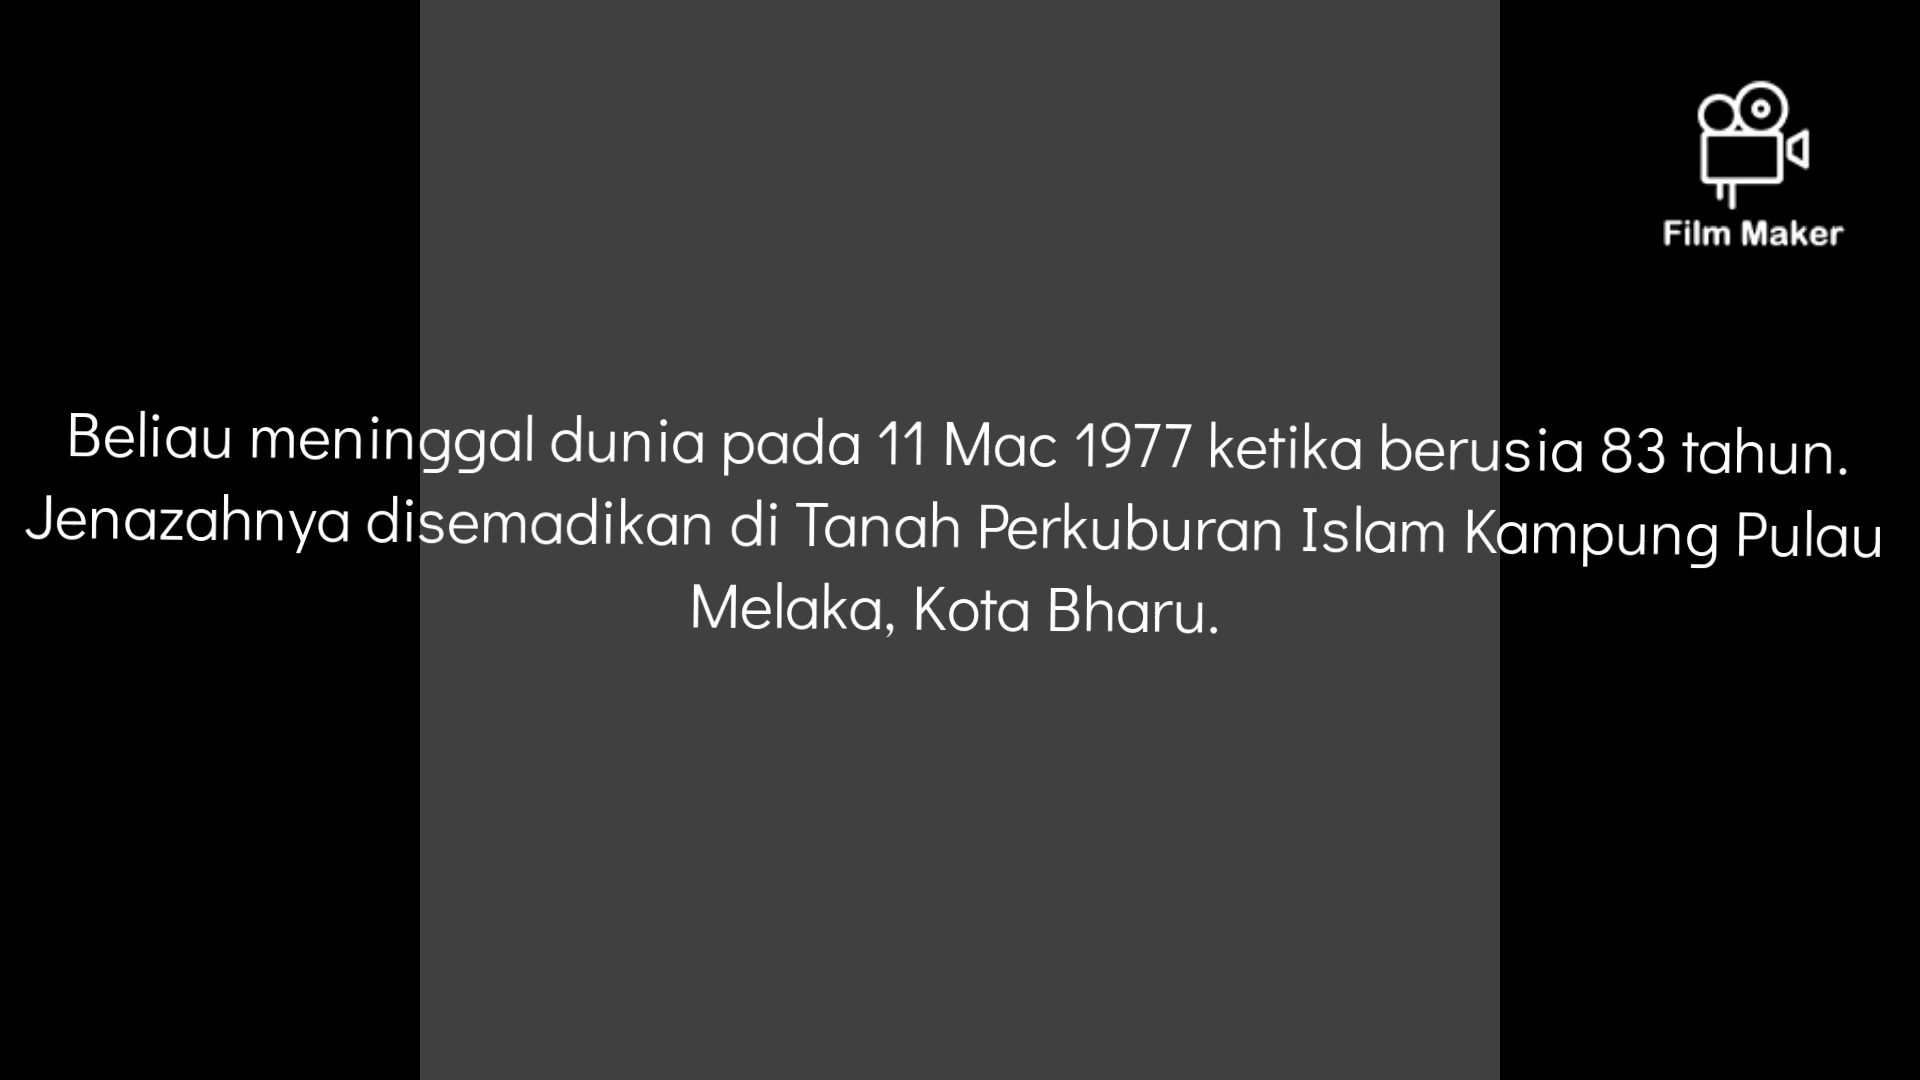 Film Maker
Beliau meninggal dunia pada 11 Mac 1977 ketika berusia 83 tahun.
Jenazahnya disemadikan di Tanah Perkuburan Islam Kampung Pulau
Melaka, Kota Bharu.